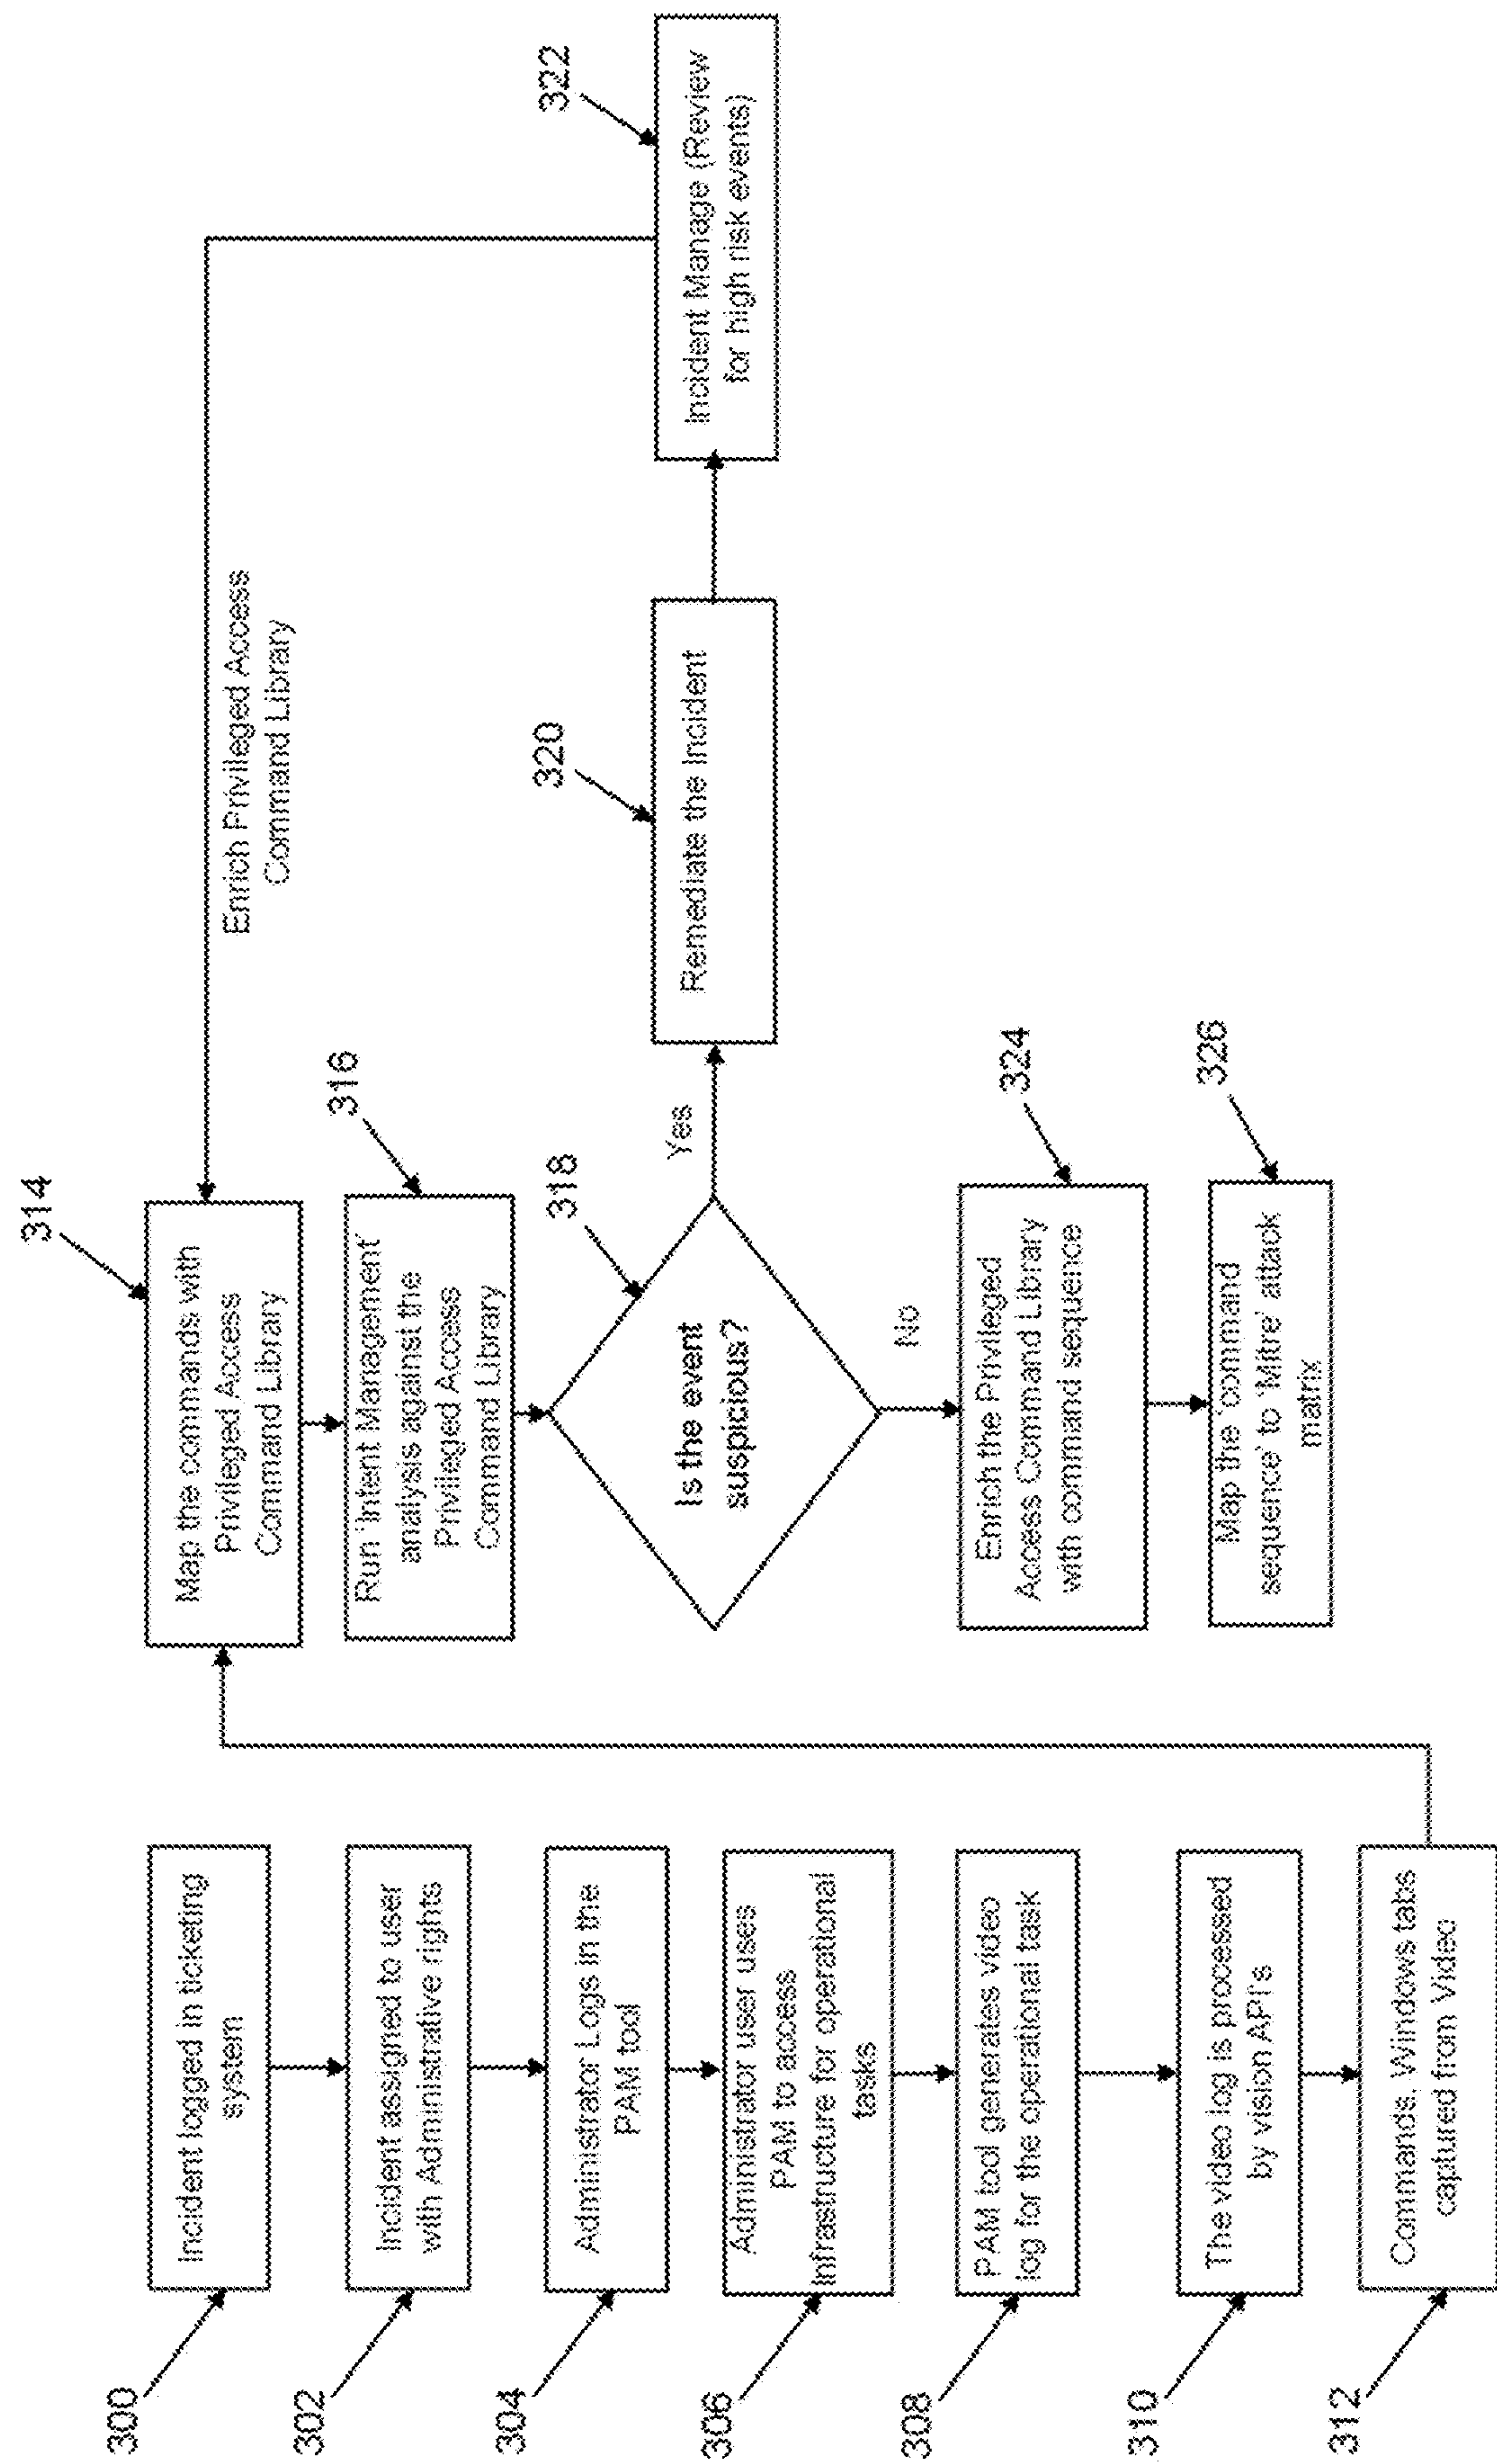 300
Incident logged in ticketing
system
302
Incident assigned to user
with Administrative rights
304
Administrator Logs in the
PAM tool
306
Administrator user uses
PAM to access
Infrastructure for operational
tasks
308
PAM tool generates video
log for the operational task
310
The video log is processed
by vision API's
312
Commands, Windows tabs
captured from Video
314
Map the commands with
Privileged Access
Command Library
316
Run 'Intent Management'
analysis against the
Privileged Access
Command Library
318
Is the event
suspicious?
Yes
No
320
Remediate the Incident
322
Incident Manage (Review
for high risk events)
Enrich Privileged Access
Command Library
324
Enrich the Privileged
Access Command Library
with command sequence
326
Map the 'command
sequence' to 'Mitre' attack
matrix